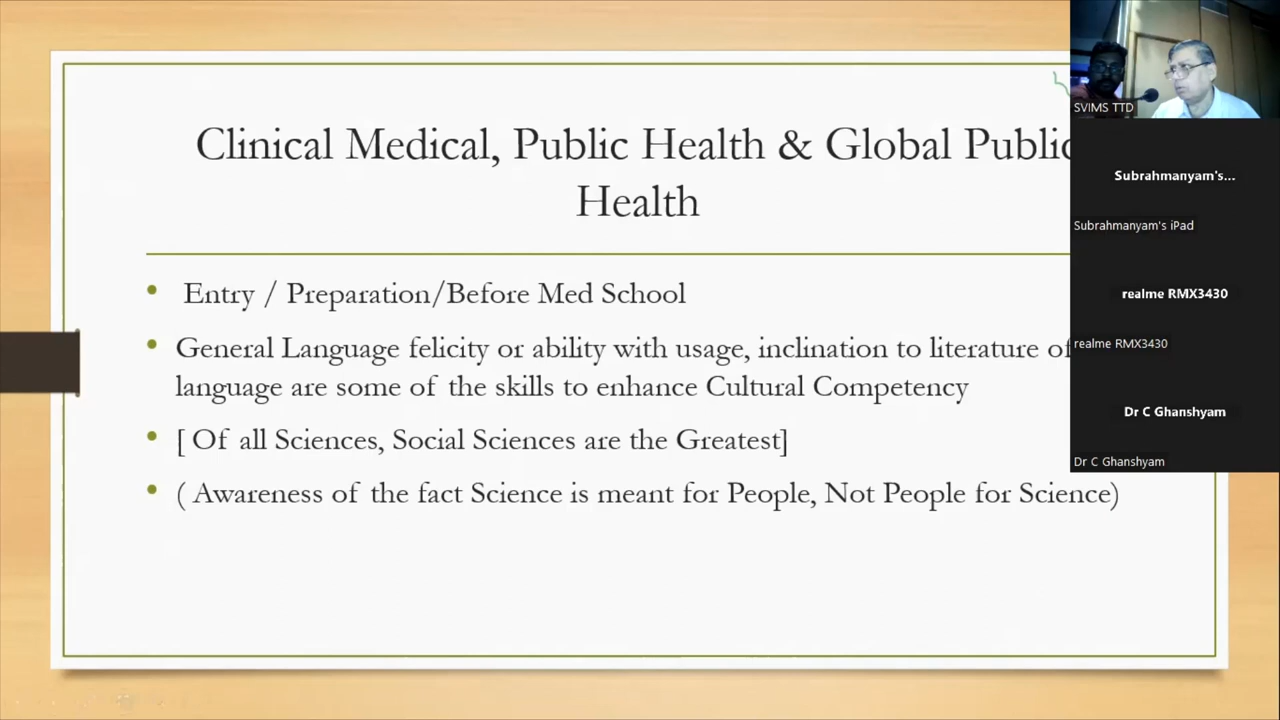 Clinical Medical, Public Health & Global Public
Health
• Entry / Preparation/Before Med School
• General Language felicity or ability with usage, inclination to literature of
language are some of the skills to enhance Cultural Competency
• [ Of all Sciences, Social Sciences are the Greatest]
• ( Awareness of the fact Science is meant for People, Not People for Science)
SVIMS TTD
Subrahmanyam's...
Subrahmanyam's iPad
realme RMX3430
realme RMX3430
Dr C Ghanshyam
Dr C Ghanshyam